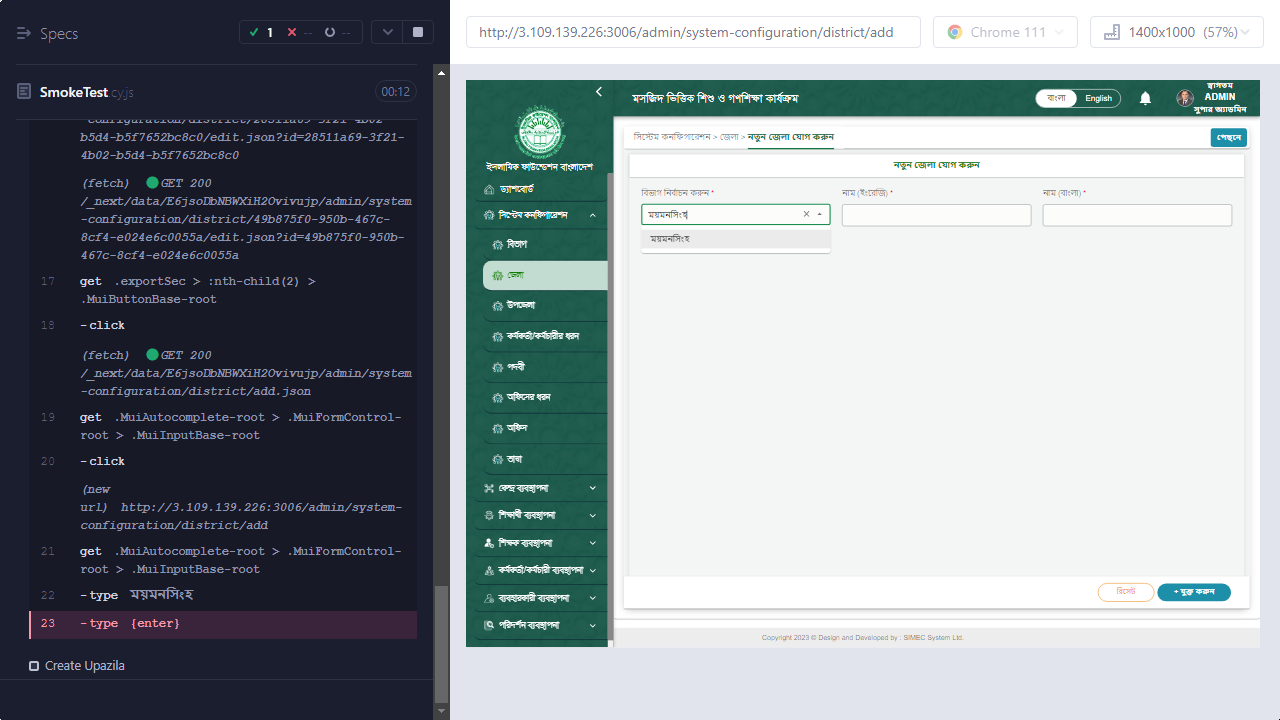 Specs
1
--
--
SmokeTest.cy.js
00:12
-configuration/district/28511a69-3f21-4b02-
b5d4-b5f7652bc8c0/edit.json?id=28511a69-3f21-
4b02-b5d4-b5f7652bc8c0
(fetch) GET 200
/_next/data/E6jsoDbNBWXiH2Ovivujp/admin/system
-configuration/district/49b875f0-950b-467c-
8cf4-e024e6c0055a/edit.json?id=49b875f0-950b-
467c-8cf4-e024e6c0055a
17 get .exportSec > :nth-child(2) >
.MuiButtonBase-root
18 -click
(fetch) GET 200
/_next/data/E6jsoDbNBWXiH2Ovivujp/admin/system
-configuration/district/add.json
19 get .MuiAutocomplete-root > .MuiFormControl-
root > .MuiInputBase-root
20 -click
(new
url) http://3.109.139.226:3006/admin/system-
configuration/district/add
21 get .MuiAutocomplete-root > .MuiFormControl-
root > .MuiInputBase-root
22 -type ময়মনসিংহ
23 -type {enter}
Create Upazila
http://3.109.139.226:3006/admin/system-configuration/district/add
Chrome 111
1400x1000 (57%)
ইসলামিক ফাউন্ডেশন বাংলাদেশ
ড্যাশবোর্ড
সিস্টেম কনফিগারেশন
বিভাগ
জেলা
উপজেলা
কর্মকর্তা/কর্মচারীর ধরন
পদবী
অফিসের ধরন
অফিস
ভাষা
কেন্দ্র ব্যবস্থাপনা
শিক্ষার্থী ব্যবস্থাপনা
শিক্ষক ব্যবস্থাপনা
কর্মকর্তা/কর্মচারী ব্যবস্থাপনা
ব্যবহারকারী ব্যবস্থাপনা
পরিদর্শন ব্যবস্থাপনা
মসজিদ ভিত্তিক শিশু ও গণশিক্ষা কার্যক্রম
বাংলা
English
স্বাগতম
ADMIN
সুপার অ্যাডমিন
সিস্টেম কনফিগারেশন > জেলা > নতুন জেলা যোগ করুন
পেছনে
নতুন জেলা যোগ করুন
বিভাগ নির্বাচন করুন *
নাম (ইংরেজি) *
নাম (বাংলা) *
ময়মনসিংহ
ময়মনসিংহ
রিসেট
+ যুক্ত করুন
Copyright 2023 © Design and Developed by : SIMEC System Ltd.